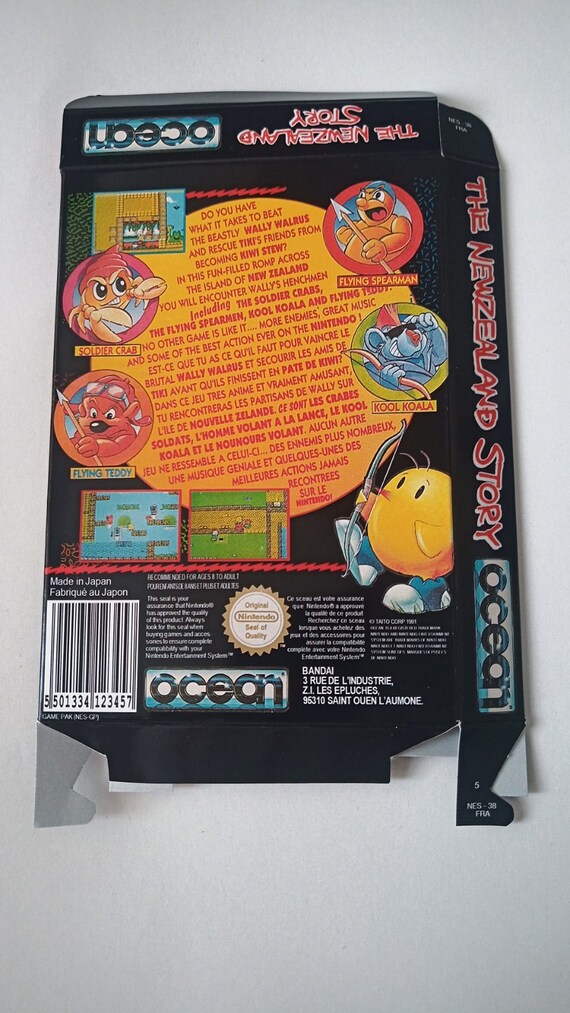 THE NEWZEALAND
STORY
ocean
NES - 38
FRA
DO YOU HAVE
WHAT IT TAKES TO BEAT
THE BEASTLY WALLY WALRUS
AND RESCUE TIKI'S FRIENDS FROM
BECOMING KIWI STEW?
IN THIS FUN-FILLED ROMP ACROSS
THE ISLAND OF NEW ZEALAND
YOU WILL ENCOUNTER WALLY'S HENCHMEN
Including THE SOLDIER CRABS,
THE FLYING SPEARMEN, KOOL KOALA AND FLYING TEDDY.
NO OTHER GAME IS LIKE IT.... MORE ENEMIES, GREAT MUSIC
AND SOME OF THE BEST ACTION EVER ON THE NINTENDO !
EST-CE QUE TU AS CE QU'IL FAUT POUR VAINCRE LE
BRUTAL WALLY WALRUS ET SECOURIR LES AMIS DE
TIKI AVANT QU'ILS FINISSENT EN PATE DE KIWI?
DANS CE JEU TRES ANIME ET VRAIMENT AMUSANT,
TU RENCONTRERAS LES PARTISANS DE WALLY SUR
L'ILE DE NOUVELLE ZELANDE. CE SONT LES CRABES
SOLDATS, L'HOMME VOLANT A LA LANCE, LE KOOL
KOALA ET LE NOUNOURS VOLANT. AUCUN AUTRE
JEU NE RESSEMBLE A CELUI-CI... DES ENNEMIS PLUS NOMBREUX,
UNE MUSIQUE GENIALE ET QUELQUES-UNES DES
MEILLEURES ACTIONS JAMAIS
RECONTREES
SUR LE
NINTENDO!
FLYING SPEARMAN
SOLDIER CRAB
KOOL KOALA
FLYING TEDDY
THE NEWZEALAND STORY
ocean
Made in Japan
Fabriqué au Japon
RECOMMENDED FOR AGES 8 TO ADULT
This seal is your
assurance that Nintendo®
has approved the quality
of this product. Always
look for this seal when
buying games and acces
sories to ensure complete
compatibility with your
Nintendo Entertainment System™
Original
Nintendo
Seal of
Quality
Ce sceau est votre assurance
que Nintendo® a approuvé
la qualité de ce produit
Recherchez ce sceau
lorsque vous achetez des
jeux et des accessoires pour
assurer la compatibilité
complète avec votre Nintendo
Entertainment System™
© TAITO CORP 1991
5 501334 123457
GAME PAK (NES-GP)
ocean
BANDAI
3 RUE DE L'INDUSTRIE,
Z.I. LES EPLUCHES,
95310 SAINT OUEN L'AUMONE.
5
NES - 38
FRA